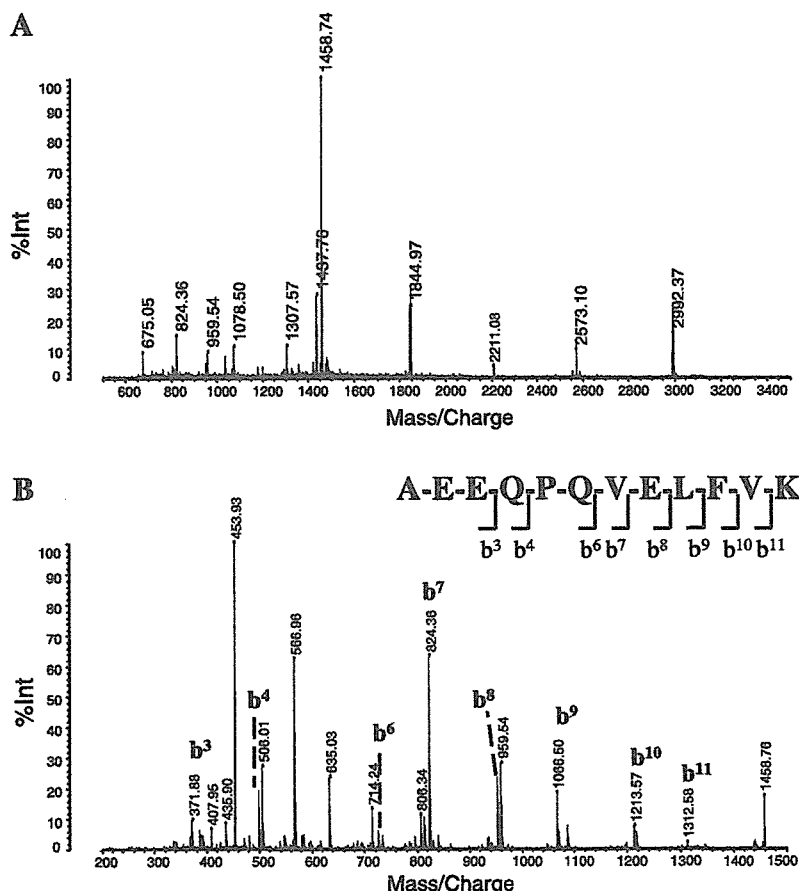 A
1458.74
100
90
80
70
60
50
40
30
20
10
0
%Int
675.05
824.36
959.54
1078.50
1307.57
1437.76
1844.97
2211.08
2573.10
2992.37
600 800 1000 1200 1400 1600 1800 2000 2200 2400 2600 2800 3000 3200 3400
Mass/Charge
B
A-E-E-Q-P-Q-V-E-L-F-V-K
b3 b4 b6 b7 b8 b9 b10 b11
100
90
80
70
60
50
40
30
20
10
0
%Int
b3
371.88
407.95
435.90
453.93
b4
506.01
566.96
635.03
714.24
b6
806.34
b7
824.36
b8
959.54
b9
1066.50
b10
1213.57
b11
1312.58
1458.76
200 300 400 500 600 700 800 900 1000 1100 1200 1300 1400 1500
Mass/Charge